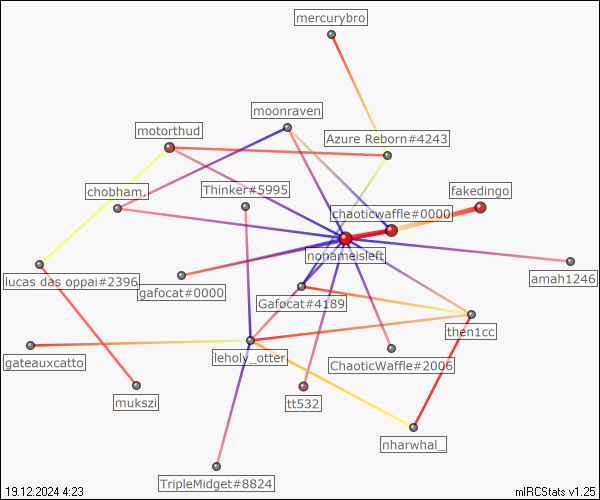 mercurybro
moonraven
motorthud
Azure Reborn#4243
Thinker#5995
fakedingo
chobham.
chaoticwaffle#0000
nonameisleft
lucas das oppai#2396
gafocat#0000
amah1246
Gafocat#4189
then1cc
leholy_otter
gateauxcatto
ChaoticWaffle#2006
mukszi
tt532
nharwhal_
TripleMidget#8824
19.12.2024 4:23
mIRCStats v1.25